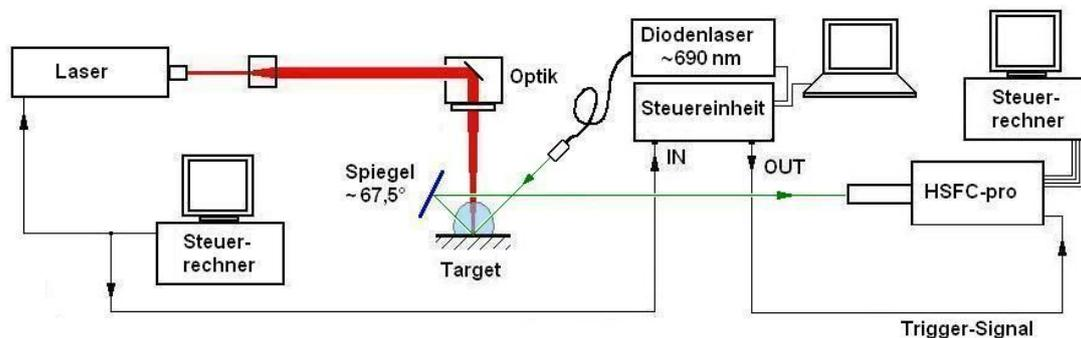 Laser
Optik
Diodenlaser
~690 nm
Steuereinheit
IN
OUT
Steuer-
rechner
HSFC-pro
Spiegel
~ 67,5°
Target
Steuer-
rechner
Trigger-Signal